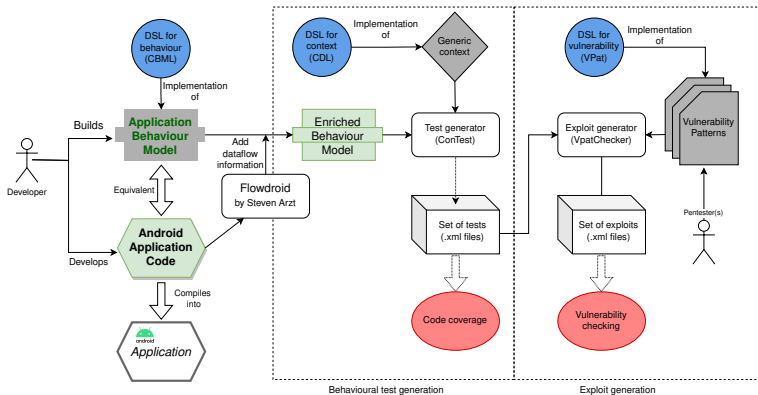 DSL for
behaviour
(CBML)
Implementation
of
DSL for
context
(CDL)
Implementation
of
Generic
context
DSL for
vulnerability
(VPat)
Implementation
of
Builds
Application
Behaviour
Model
Add
dataflow
information
Enriched
Behaviour
Model
Test generator
(ConTest)
Exploit generator
(VpatChecker)
Vulnerability
Patterns
Developer
Equivalent
Flowdroid
by Steven Arzt
Develops
Android
Application
Code
Set of tests
(.xml files)
Set of exploits
(.xml files)
Pentester(s)
Compiles
into
android
Application
Code coverage
Vulnerability
checking
Behavioural test generation
Exploit generation